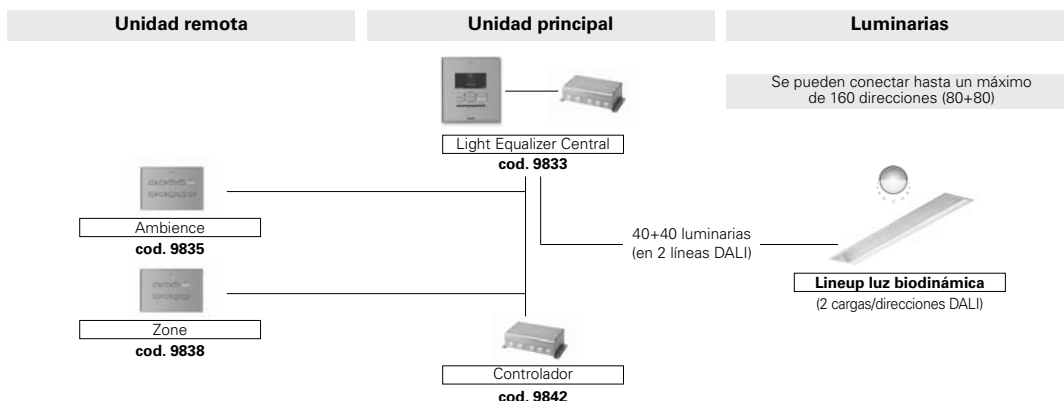 Unidad remota
Unidad principal
Luminarias
Se pueden conectar hasta un máximo
de 160 direcciones (80+80)
Light Equalizer Central
cod. 9833
Ambience
cod. 9835
40+40 luminarias
(en 2 líneas DALI)
Lineup luz biodinámica
(2 cargas/direcciones DALI)
Zone
cod. 9838
Controlador
cod. 9842